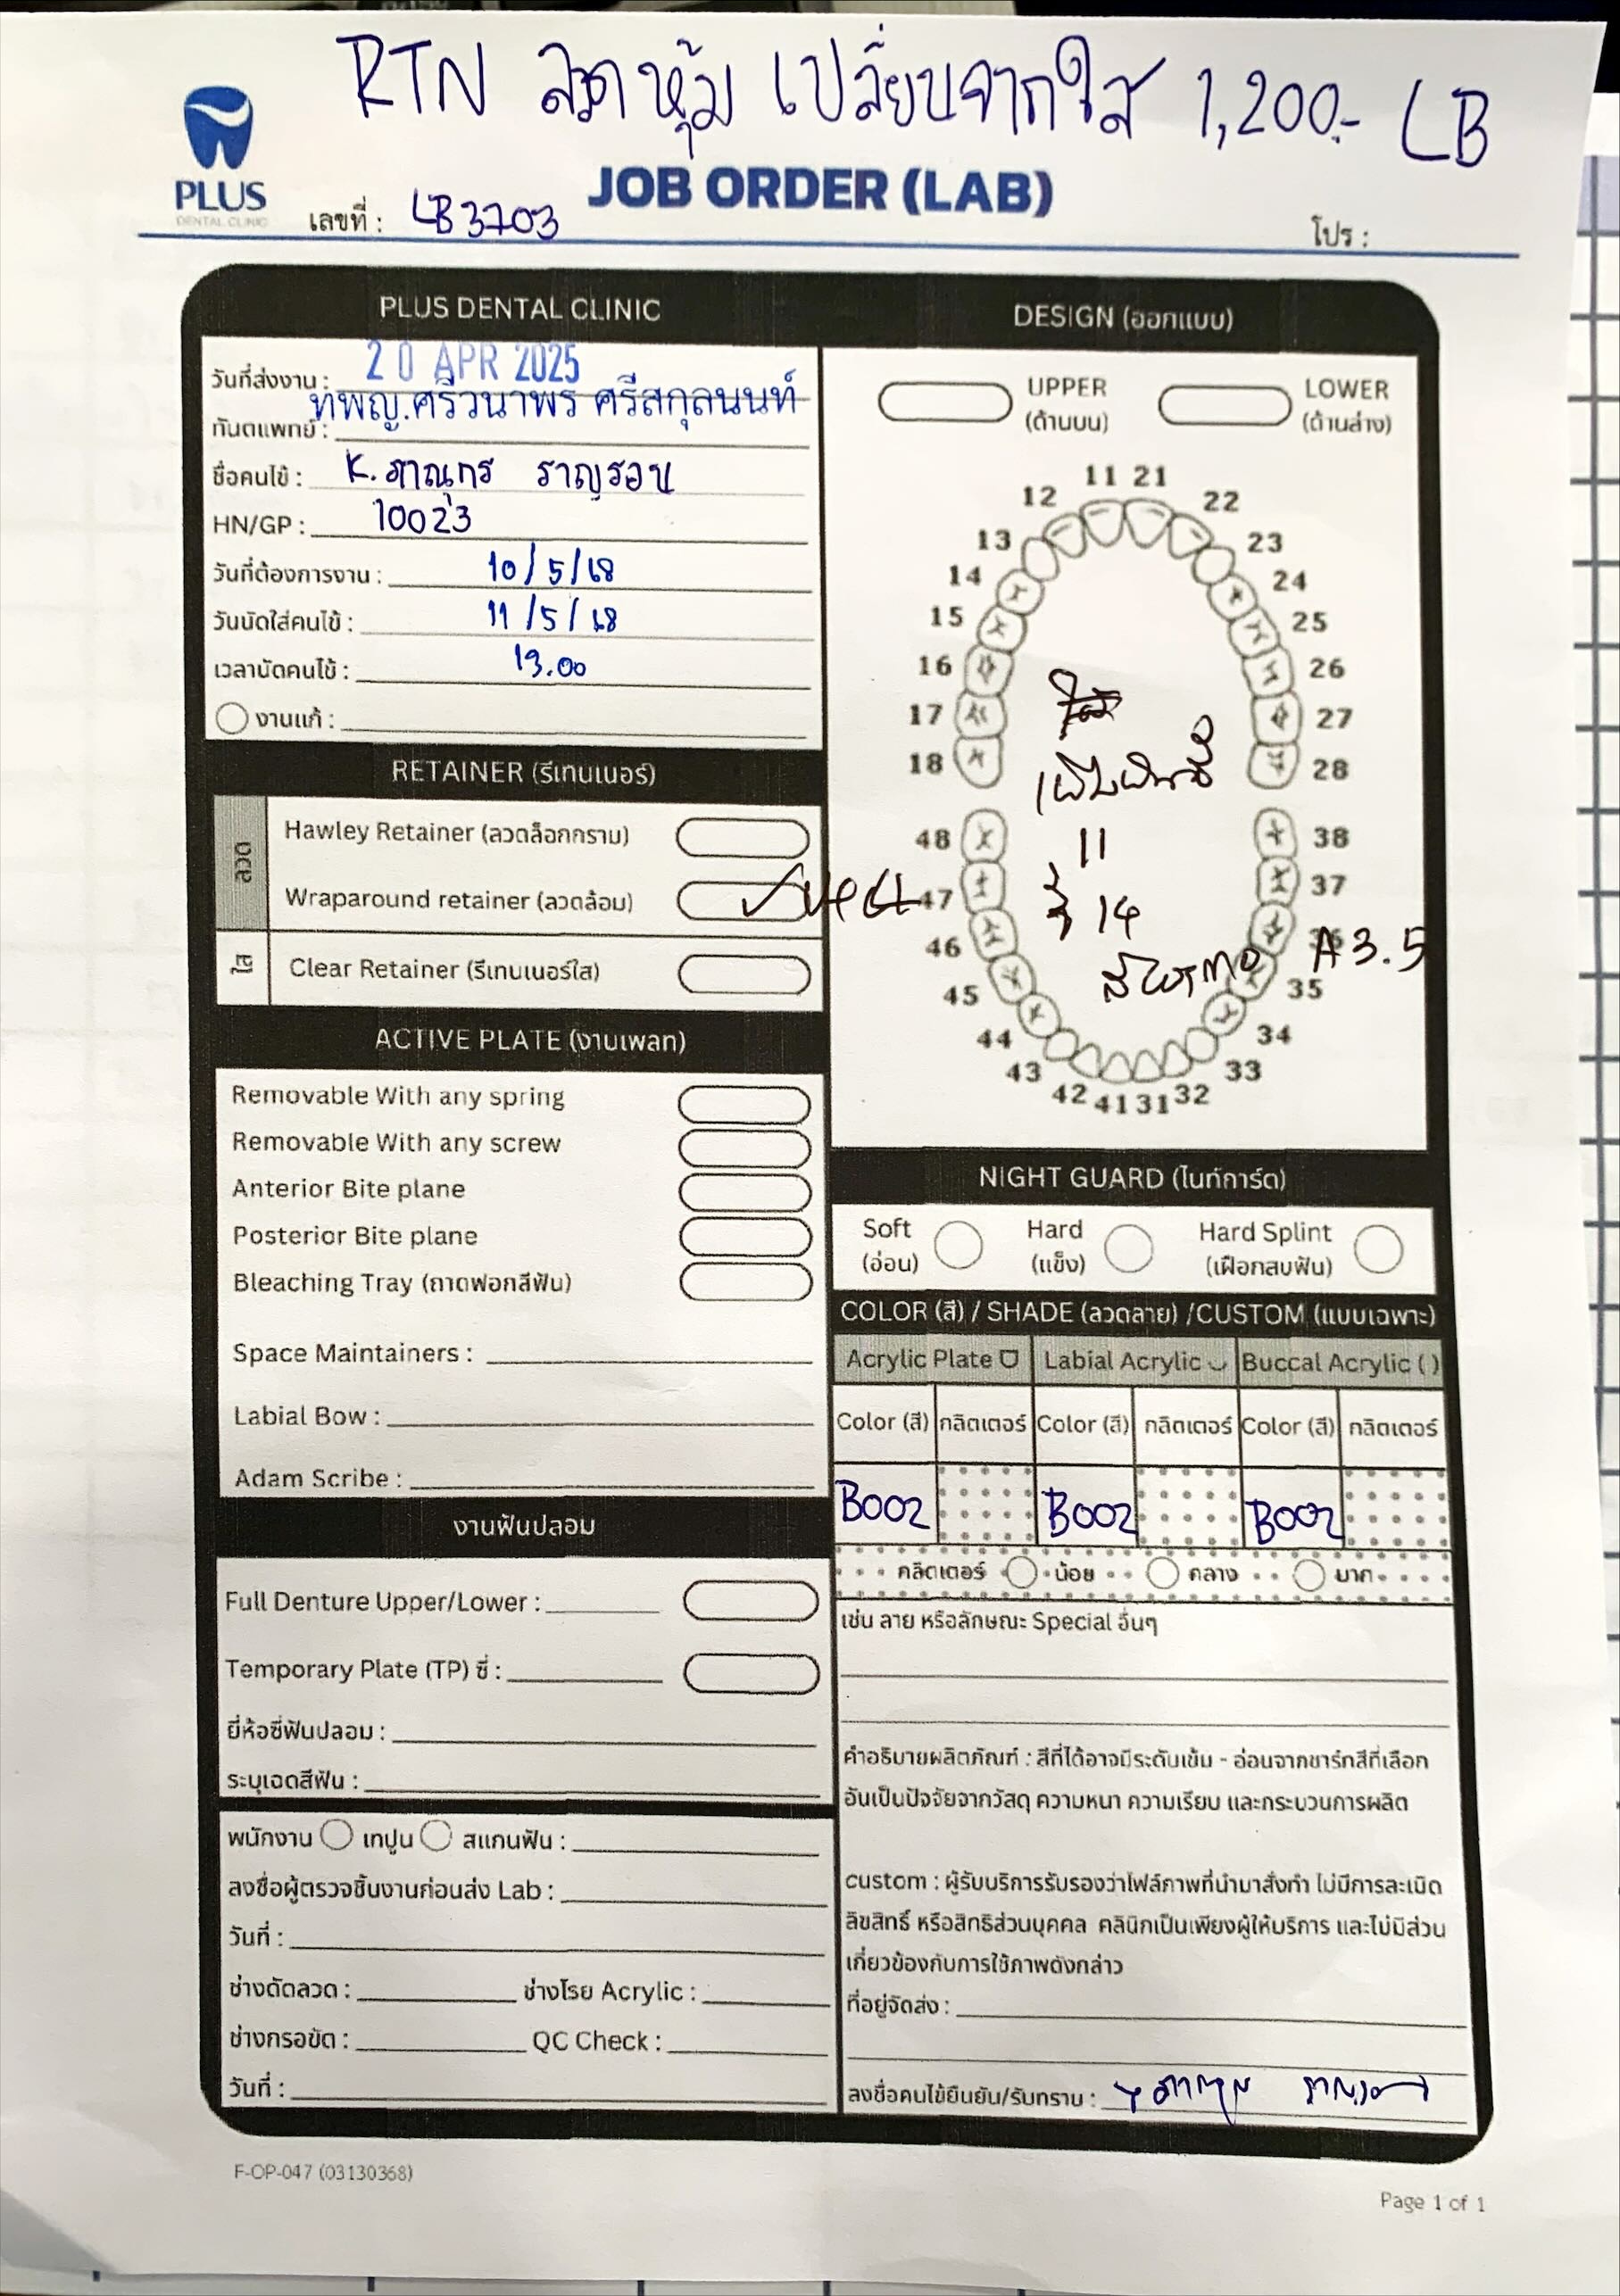 RTN ลวดหุ้ม เปลี่ยนจากใส 1,200.- LB
PLUS
DENTAL CLINIC
JOB ORDER (LAB)
เลขที่ : LB3703
โปร :
PLUS DENTAL CLINIC
วันที่ส่งงาน : 20 APR 2025
ทันตแพทย์ : ทพญ.ศรีวนาพร ศรีสกุลนนท์
ชื่อคนไข้ : K.
HN/GP : 10023
วันที่ต้องการงาน : 10/5/68
วันนัดใส่คนไข้ : 11/5/68
เวลานัดคนไข้ : 13.00
งานแก้ :
RETAINER (รีเทนเนอร์)
ลวด
Hawley Retainer (ลวดล็อกกราม)
Wraparound retainer (ลวดล้อม) ✓
ใส
Clear Retainer (รีเทนเนอร์ใส)
ACTIVE PLATE (งานเพลท)
Removable With any spring
Removable With any screw
Anterior Bite plane
Posterior Bite plane
Bleaching Tray (ถาดฟอกสีฟัน)
Space Maintainers :
Labial Bow :
Adam Scribe :
งานฟันปลอม
Full Denture Upper/Lower :
Temporary Plate (TP) ซี่ :
ยี่ห้อซี่ฟันปลอม :
ระบุเฉดสีฟัน :
พนักงาน เทปูน สแกนฟัน :
ลงชื่อผู้ตรวจชิ้นงานก่อนส่ง Lab :
วันที่ :
ช่างดัดลวด : ช่างโรย Acrylic :
ช่างกรอขัด : QC Check :
วันที่ :
DESIGN (ออกแบบ)
UPPER
(ด้านบน)
LOWER
(ด้านล่าง)
11 21
12 22
13 23
14 24
15 25
16 26
17 27
18 28
48 38
47 37
46 36
45 35
44 34
43 33
42 41 31 32
11
14
A3.5
NIGHT GUARD (ไนท์การ์ด)
Soft
(อ่อน)
Hard
(แข็ง)
Hard Splint
(เฝือกสบฟัน)
COLOR (สี) / SHADE (ลวดลาย) /CUSTOM (แบบเฉพาะ)
Acrylic Plate Labial Acrylic Buccal Acrylic ( )
Color (สี) กลิตเตอร์ Color (สี) กลิตเตอร์ Color (สี) กลิตเตอร์
B002 B002 B002
กลิตเตอร์ น้อย กลาง มาก
เช่น ลาย หรือลักษณะ Special อื่นๆ
คำอธิบายผลิตภัณฑ์ : สีที่ได้อาจมีระดับเข้ม - อ่อนจากชาร์ทสีที่เลือก
อันเป็นปัจจัยจากวัสดุ ความหนา ความเรียบ และกระบวนการผลิต
custom : ผู้รับบริการรับรองว่าไฟล์ภาพที่นำมาสั่งทำ ไม่มีการละเมิด
ลิขสิทธิ์ หรือสิทธิส่วนบุคคล คลินิกเป็นเพียงผู้ให้บริการ และไม่มีส่วน
เกี่ยวข้องกับการใช้ภาพดังกล่าว
ที่อยู่จัดส่ง :
ลงชื่อคนไข้ยืนยัน/รับทราบ :
F-OP-047 (03130368)
Page 1 of 1